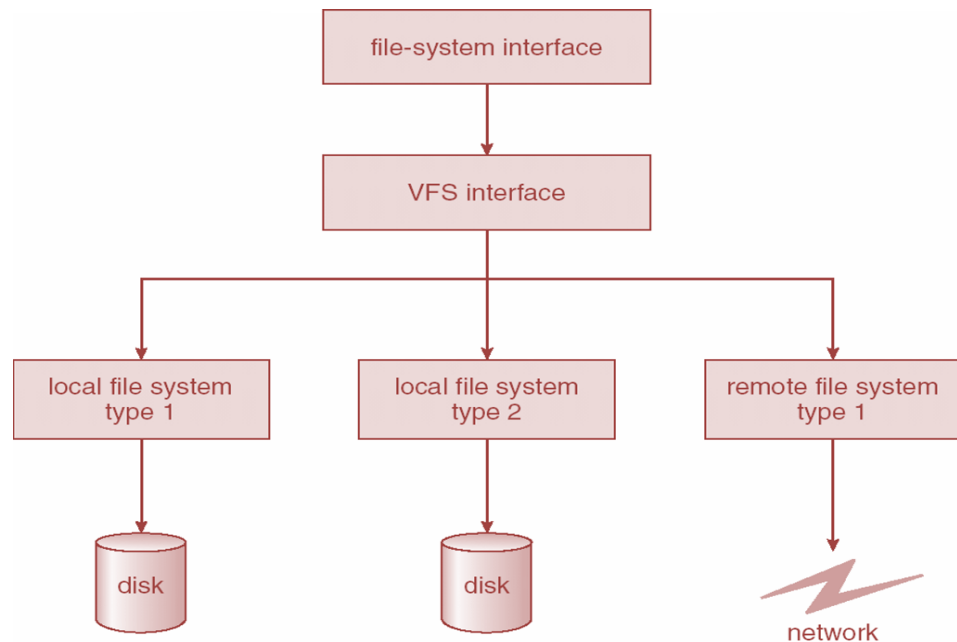 file-system interface
VFS interface
local file system
type 1
local file system
type 2
remote file system
type 1
disk
disk
network